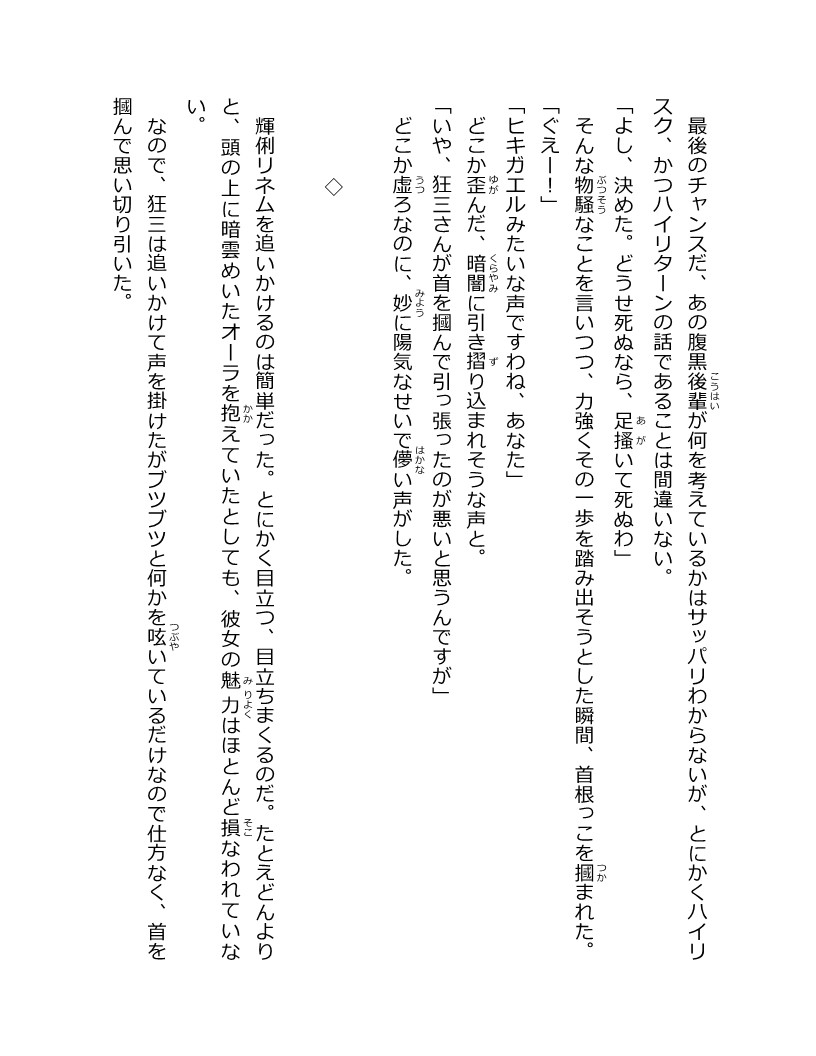 最後のチャンスだ、あの腹黒後輩が何を考えているかはサッパリわからないが、とにかくハイリ
スク、かつハイリターンの話であることは間違いない。
「よし、決めた。どうせ死ぬなら、足掻いて死ぬわ」
そんな物騒なことを言いつつ、力強くその一歩を踏み出そうとした瞬間、首根っこを摑まれた。
「ぐえー！」
「ヒキガエルみたいな声ですわね、あなた」
どこか歪んだ、暗闇に引き摺り込まれそうな声と。
「いや、狂三さんが首を摑んで引っ張ったのが悪いと思うんですが」
どこか虚ろなのに、妙に陽気なせいで儚い声がした。
◇
輝俐リネムを追いかけるのは簡単だった。とにかく目立つ、目立ちまくるのだ。たとえどんより
と、頭の上に暗雲めいたオーラを抱えていたとしても、彼女の魅力はほとんど損なわれていな
い。
なので、狂三は追いかけて声を掛けたがブツブツと何かを呟いているだけなので仕方なく、首を
摑んで思い切り引いた。